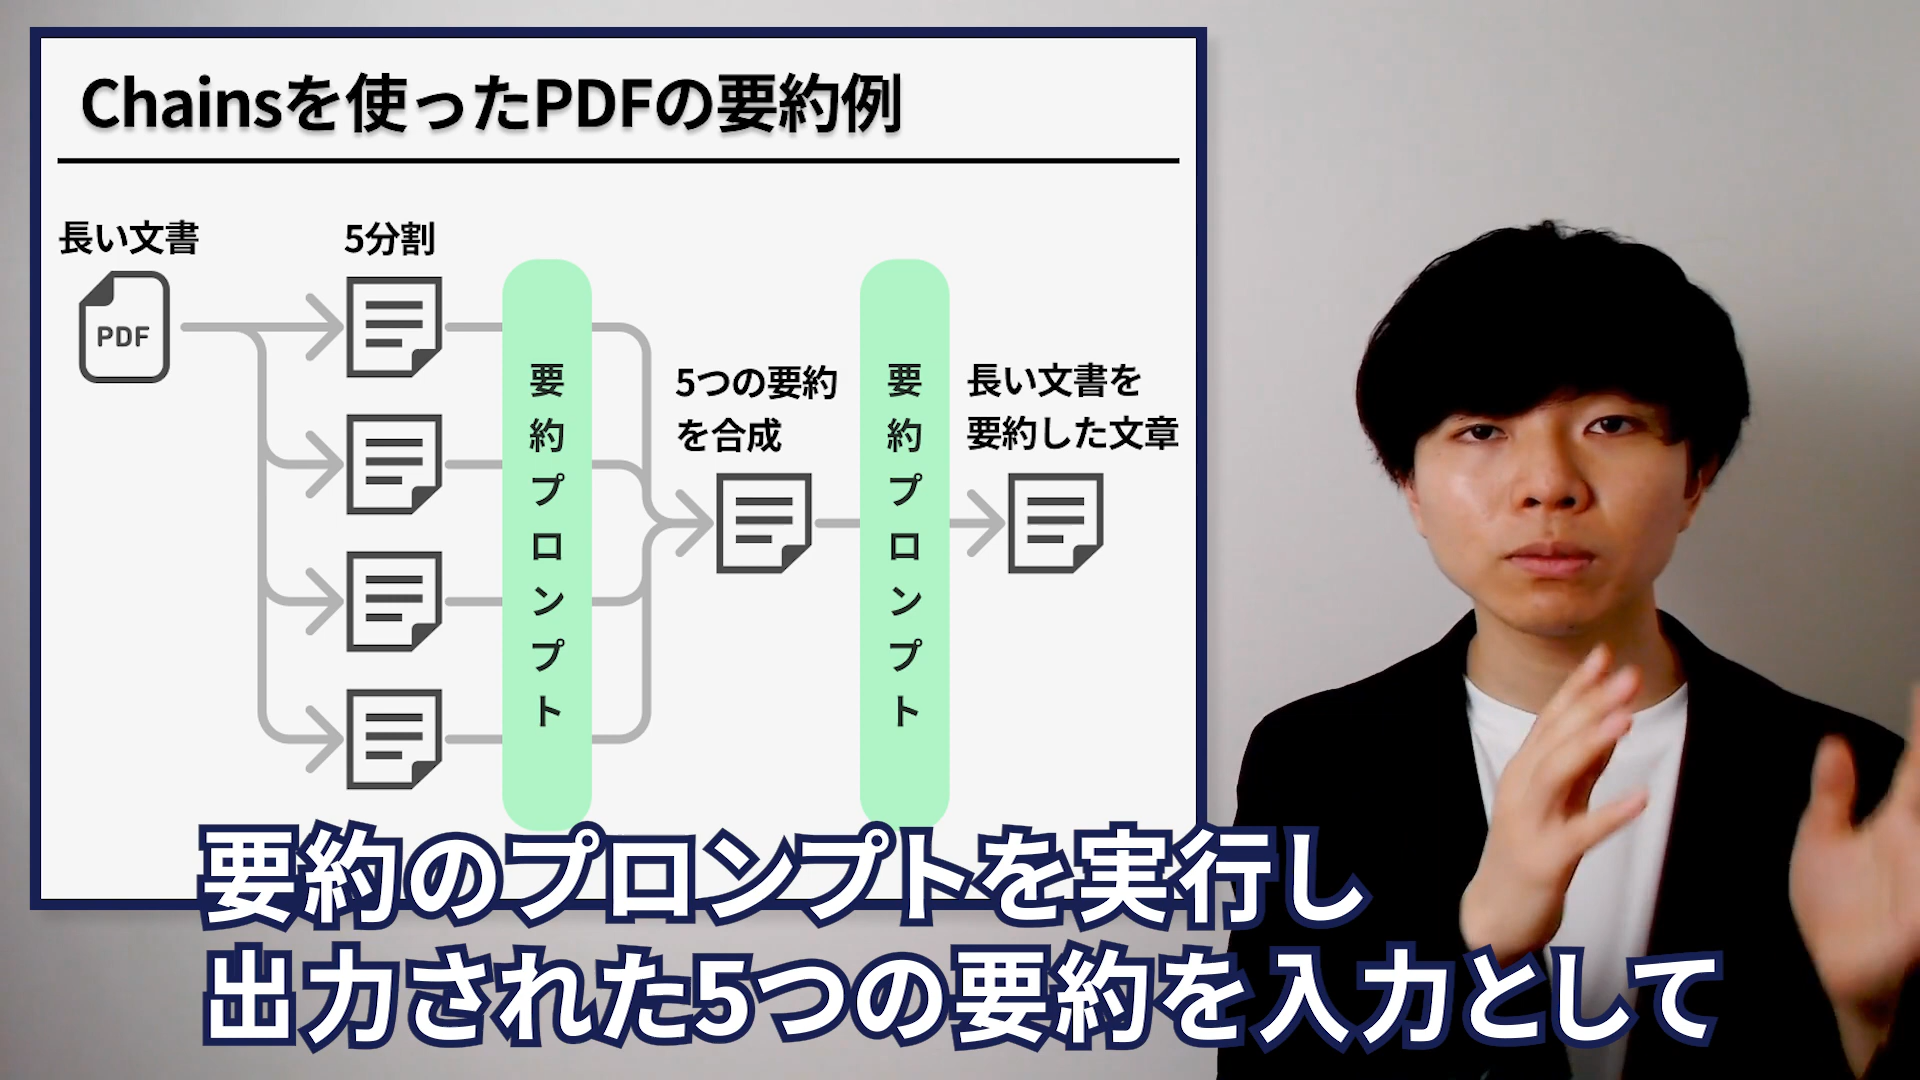 Chainsを使ったPDFの要約例
長い文書
PDF
5分割
要約プロンプト
5つの要約
を合成
要約プロンプト
長い文書を
要約した文章
要約のプロンプトを実行し
出力された5つの要約を入力として